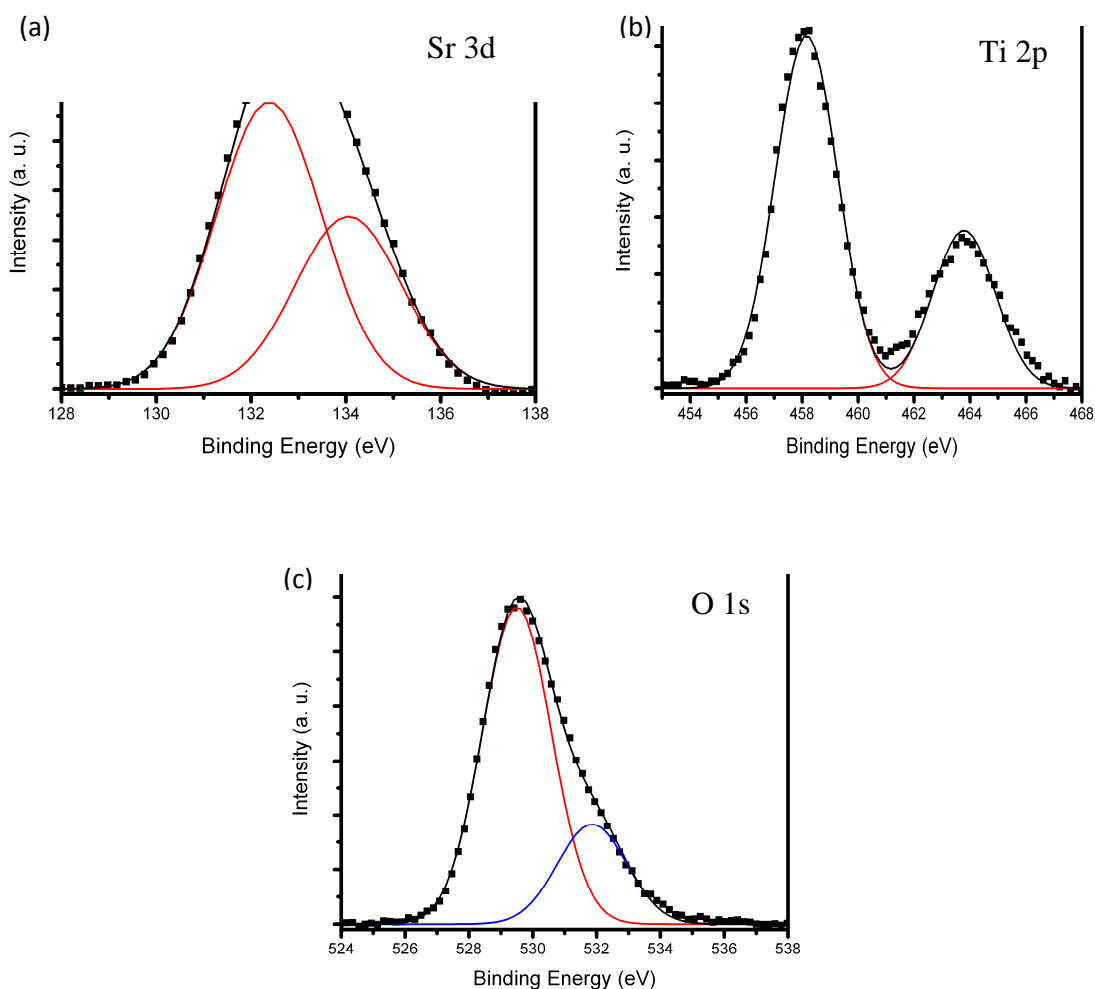 (a)
Sr 3d
Intensity (a. u.)
128 130 132 134 136 138
Binding Energy (eV)
(b)
Ti 2p
Intensity (a. u.)
454 456 458 460 462 464 466 468
Binding Energy (eV)
(c)
O 1s
Intensity (a. u.)
524 526 528 530 532 534 536 538
Binding Energy (eV)